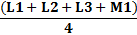 (L1 + L2 + L3 + M1)
4